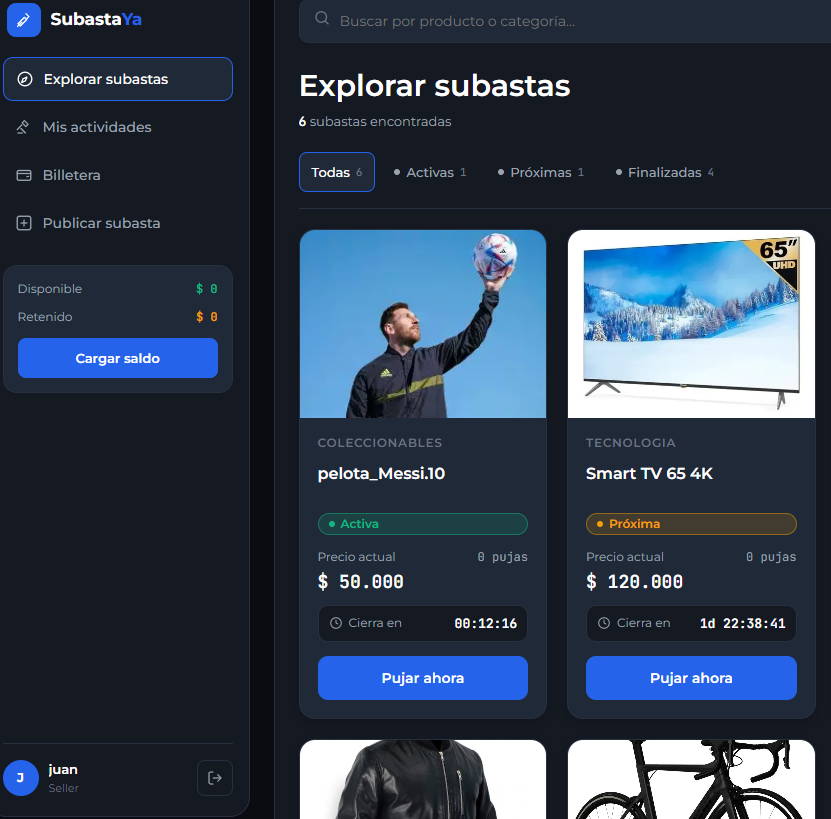 SubastaYa
Explorar subastas
Mis actividades
Billetera
Publicar subasta
Disponible $ 0
Retenido $ 0
Cargar saldo
J juan
Seller
Buscar por producto o categoría...
Explorar subastas
6 subastas encontradas
Todas 6 Activas 1 Próximas 1 Finalizadas 4
COLECCIONABLES
pelota_Messi.10
Activa
Precio actual 0 pujas
$ 50.000
Cierra en 00:12:16
Pujar ahora
65"
UHD
TECNOLOGIA
Smart TV 65 4K
Próxima
Precio actual 0 pujas
$ 120.000
Cierra en 1d 22:38:41
Pujar ahora